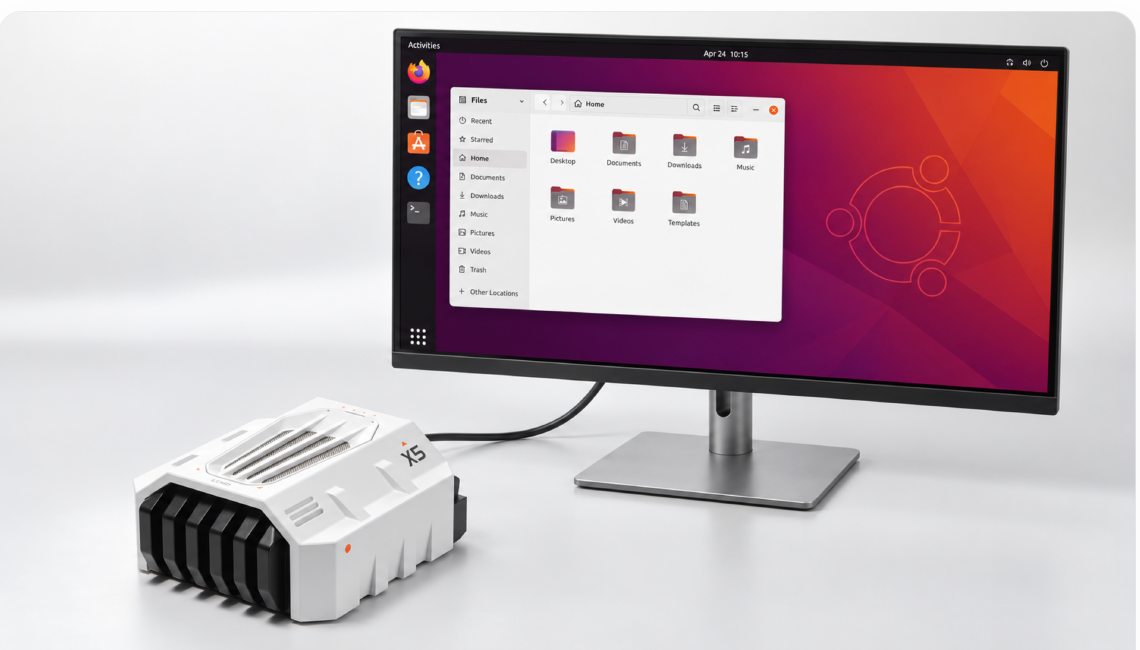 Activities
Apr 24 10:15
Files
Home
Recent
Starred
Home
Documents
Downloads
Music
Pictures
Videos
Trash
Other Locations
Desktop
Documents
Downloads
Music
Pictures
Videos
Templates
X5